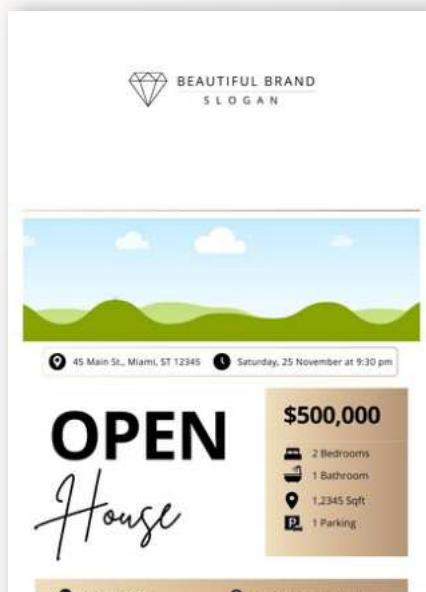 BEAUTIFUL BRAND
SLOGAN
45 Main St., Miami, ST 12345 Saturday, 25 November at 9:30 pm
OPEN
House
$500,000
2 Bedrooms
1 Bathroom
1,2345 Sqft
P
1 Parking